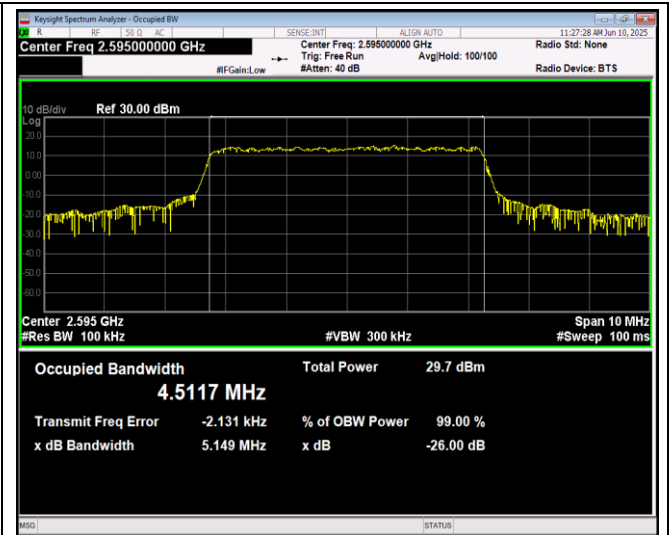 Keysight Spectrum Analyzer - Occupied BW
R RF 50 Ω AC SENSE:INT ALIGN AUTO 11:27:28 AM Jun 10, 2025
Center Freq 2.595000000 GHz Center Freq: 2.595000000 GHz Radio Std: None
Trig: Free Run Avg|Hold: 100/100
#IFGain:Low #Atten: 40 dB Radio Device: BTS
10 dB/div Ref 30.00 dBm
Log
20.0
10.0
0.00
-10.0
-20.0
-30.0
-40.0
-50.0
-60.0
Center 2.595 GHz Span 10 MHz
#Res BW 100 kHz #VBW 300 kHz #Sweep 100 ms
Occupied Bandwidth Total Power 29.7 dBm
4.5117 MHz
Transmit Freq Error -2.131 kHz % of OBW Power 99.00 %
x dB Bandwidth 5.149 MHz x dB -26.00 dB
MSG STATUS